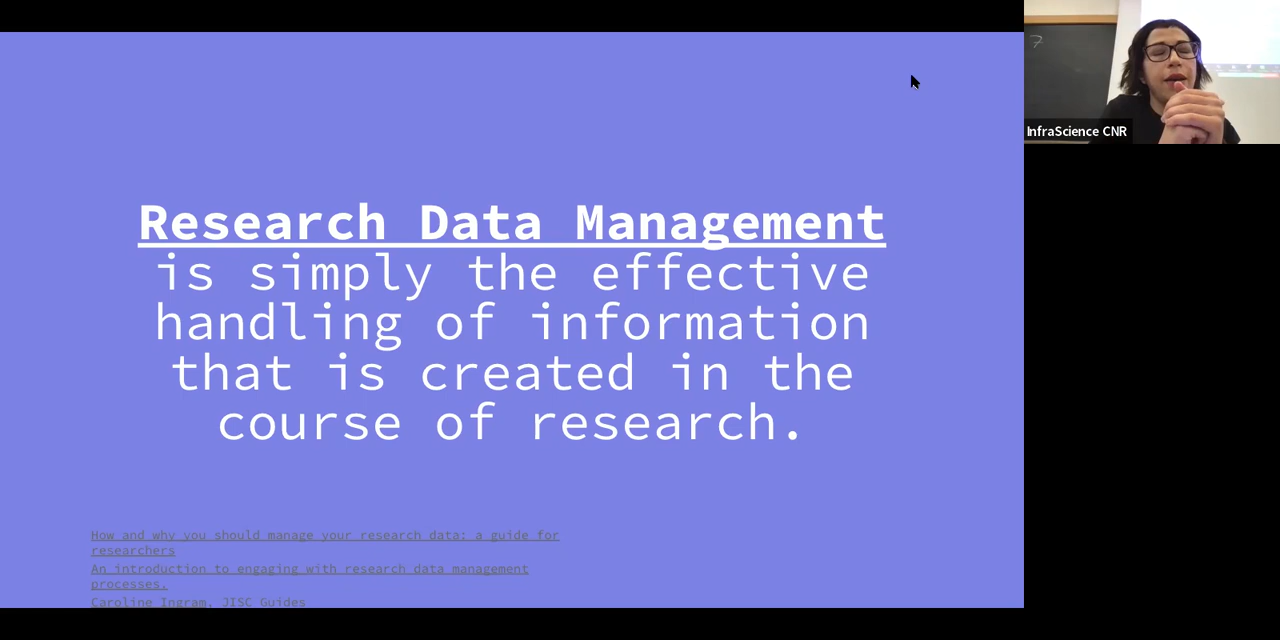 Research Data Management
is simply the effective
handling of information
that is created in the
course of research.
How and why you should manage your research data: a guide for
researchers
An introduction to engaging with research data management
processes.
Caroline Ingram, JISC Guides
InfraScience CNR
7